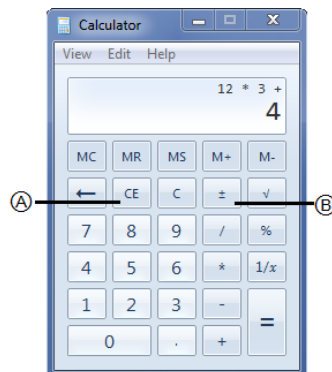 Calculator
View Edit Help
12 * 3 +
4
MC MR MS M+ M-
← CE C ± √
A B
7 8 9 / %
4 5 6 * 1/x
1 2 3 - =
0 . +